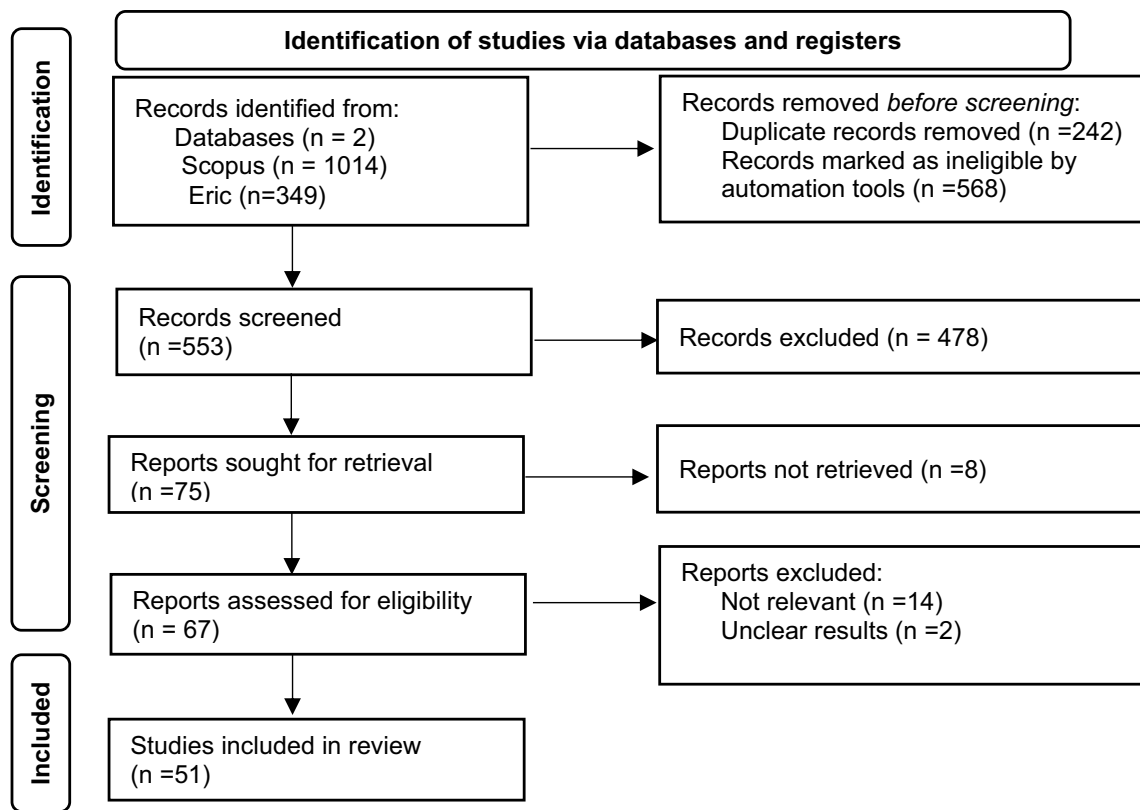 Identification of studies via databases and registers
Identification
Records identified from:
Databases (n = 2)
Scopus (n = 1014)
Eric (n=349)
Records removed before screening:
Duplicate records removed (n =242)
Records marked as ineligible by
automation tools (n =568)
Screening
Records screened
(n =553)
Records excluded (n = 478)
Reports sought for retrieval
(n =75)
Reports not retrieved (n =8)
Reports assessed for eligibility
(n = 67)
Reports excluded:
Not relevant (n =14)
Unclear results (n =2)
Included
Studies included in review
(n =51)